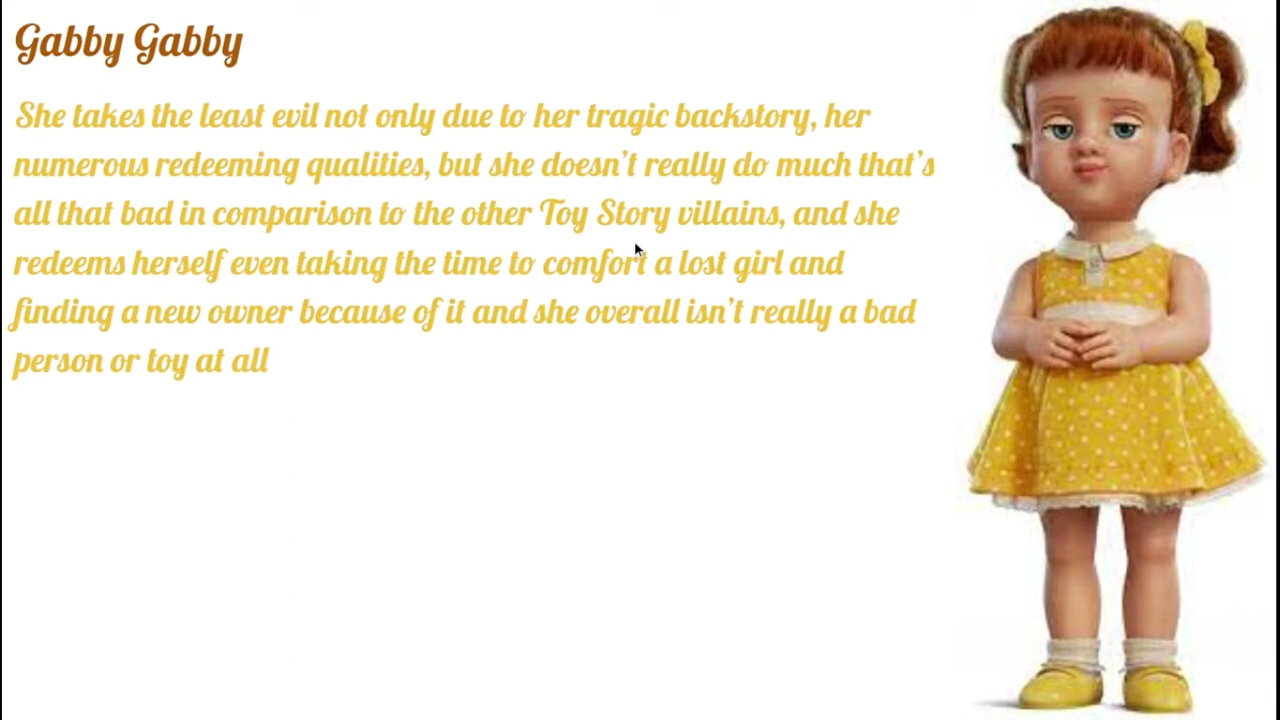 Gabby Gabby
She takes the least evil not only due to her tragic backstory, her
numerous redeeming qualities, but she doesn’t really do much that’s
all that bad in comparison to the other Toy Story villains, and she
redeems herself even taking the time to comfort a lost girl and
finding a new owner because of it and she overall isn’t really a bad
person or toy at all